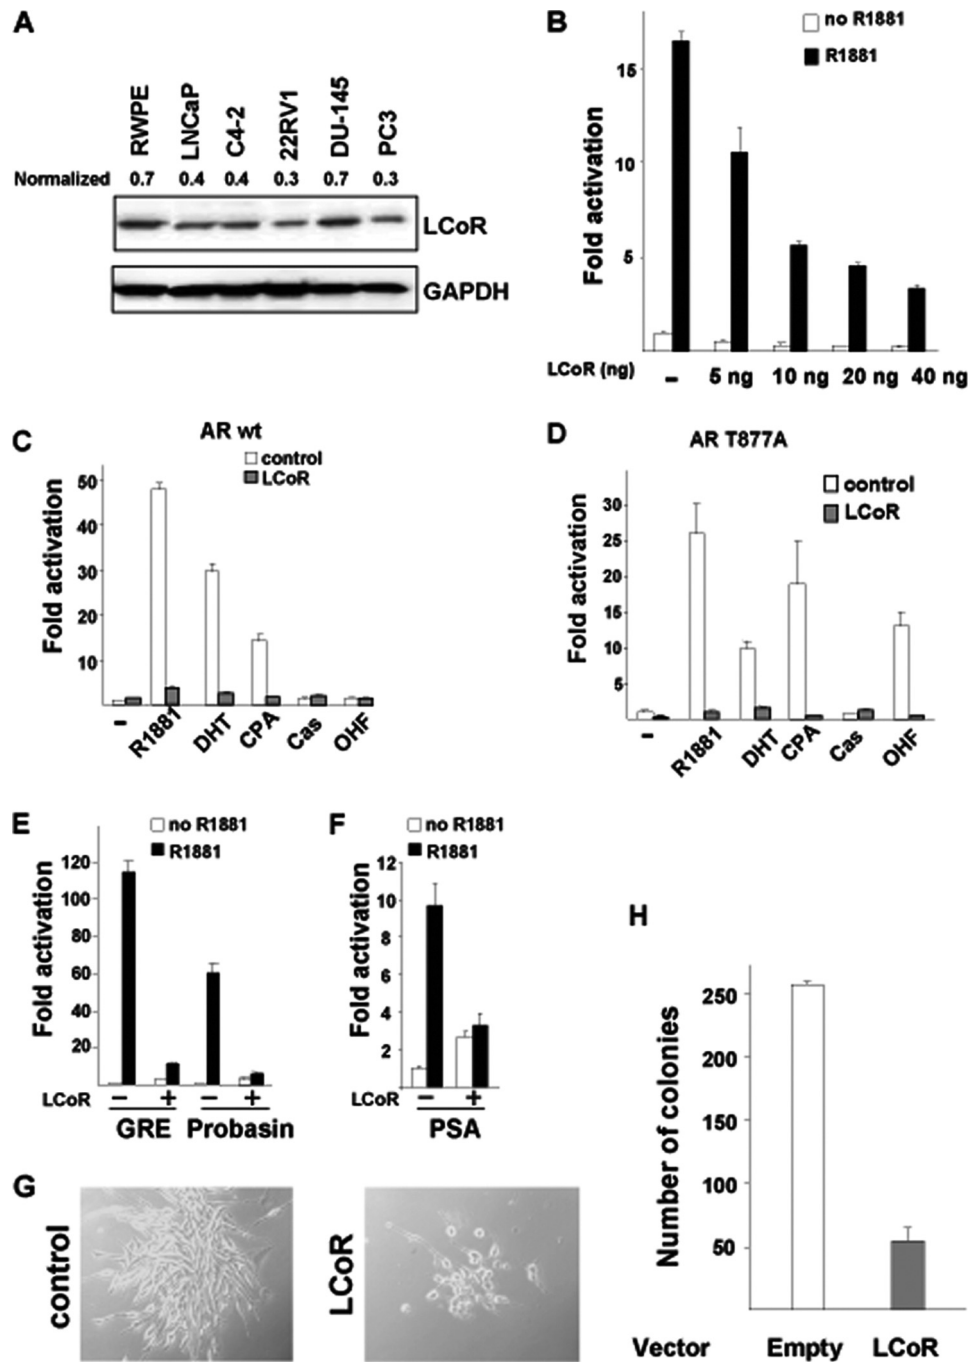 A
RWPE LNCaP C4-2 22RV1 DU-145 PC3
Normalized 0.7 0.4 0.4 0.3 0.7 0.3
LCoR
GAPDH
B
no R1881
R1881
Fold activation
15
10
5
LCoR (ng) – 5 ng 10 ng 20 ng 40 ng
C
AR wt
control
LCoR
Fold activation
50
40
30
20
10
– R1881 DHT CPA Cas OHF
D
AR T877A
control
LCoR
Fold activation
30
25
20
15
10
5
– R1881 DHT CPA Cas OHF
E
no R1881
R1881
Fold activation
120
100
80
60
40
20
LCoR – + – +
GRE Probasin
F
no R1881
R1881
Fold activation
12
10
8
6
4
2
LCoR – +
PSA
G
control
LCoR
H
Number of colonies
250
200
150
100
50
Vector Empty LCoR